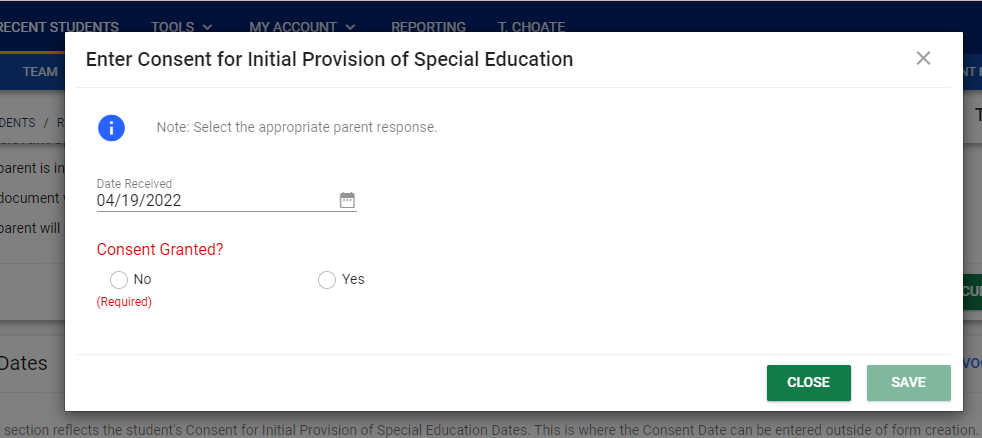 RECENT STUDENTS TOOLS MY ACCOUNT REPORTING T. CHOATE
TEAM
Enter Consent for Initial Provision of Special Education
DENTS /
Note: Select the appropriate parent response.
parent is in
document
parent will
Date Received
04/19/2022
Consent Granted?
No Yes
(Required)
Dates
CLOSE SAVE
section reflects the student's Consent for Initial Provision of Special Education Dates. This is where the Consent Date can be entered outside of form creation.